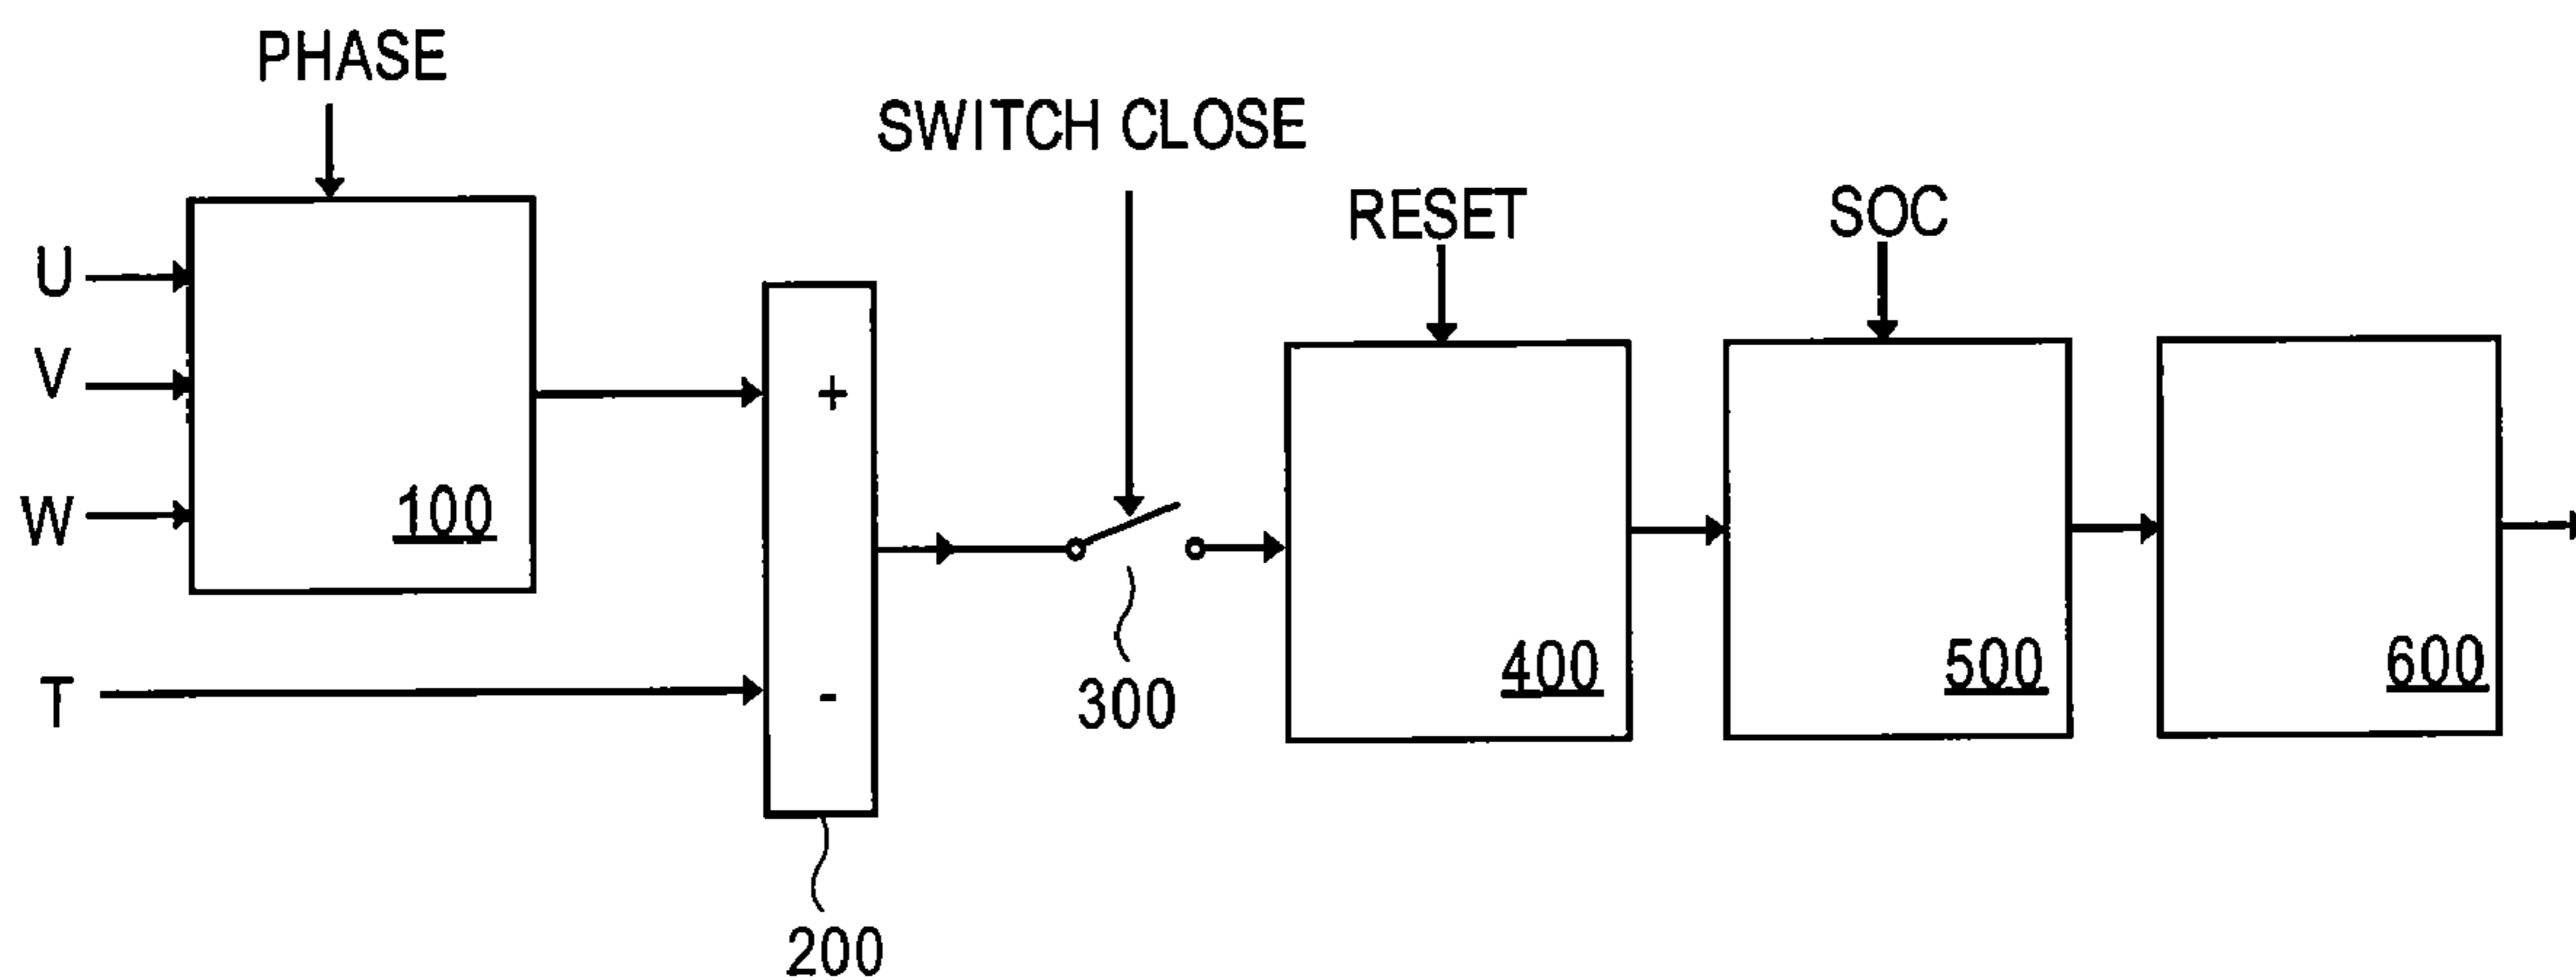 PHASE
SWITCH CLOSE
RESET
SOC
U
V
W
T
+
-
100
200
300
400
500
600